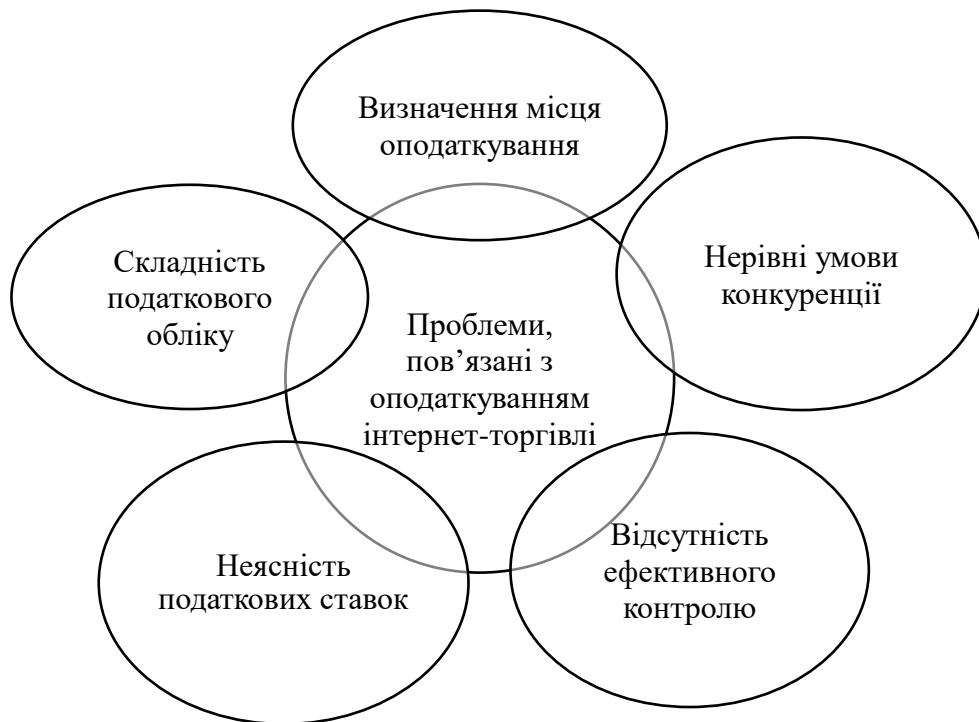 Визначення місця
оподаткування
Нерівні умови
конкуренції
Складність
податкового
обліку
Проблеми,
пов’язані з
оподаткуванням
інтернет-торгівлі
Відсутність
ефективного
контролю
Неясність
податкових ставок